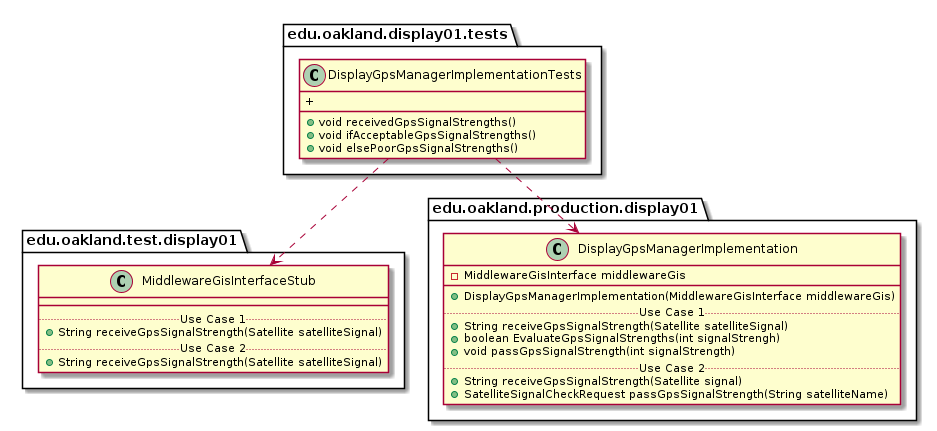 edu.oakland.display01.tests
C DisplayGpsManagerImplementationTests
+
void receivedGpsSignalStrengths()
void ifAcceptableGpsSignalStrengths()
void elsePoorGpsSignalStrengths()
edu.oakland.test.display01
C MiddlewareGisInterfaceStub
Use Case 1
String receiveGpsSignalStrength(Satellite satelliteSignal)
Use Case 2
String receiveGpsSignalStrength(Satellite satelliteSignal)
edu.oakland.production.display01
C DisplayGpsManagerImplementation
MiddlewareGisInterface middlewareGis
DisplayGpsManagerImplementation(MiddlewareGisInterface middlewareGis)
Use Case 1
String receiveGpsSignalStrength(Satellite satelliteSignal)
boolean EvaluateGpsSignalStrengths(int signalStrengh)
void passGpsSignalStrength(int signalStrength)
Use Case 2
String receiveGpsSignalStrength(Satellite signal)
SatelliteSignalCheckRequest passGpsSignalStrength(String satelliteName)